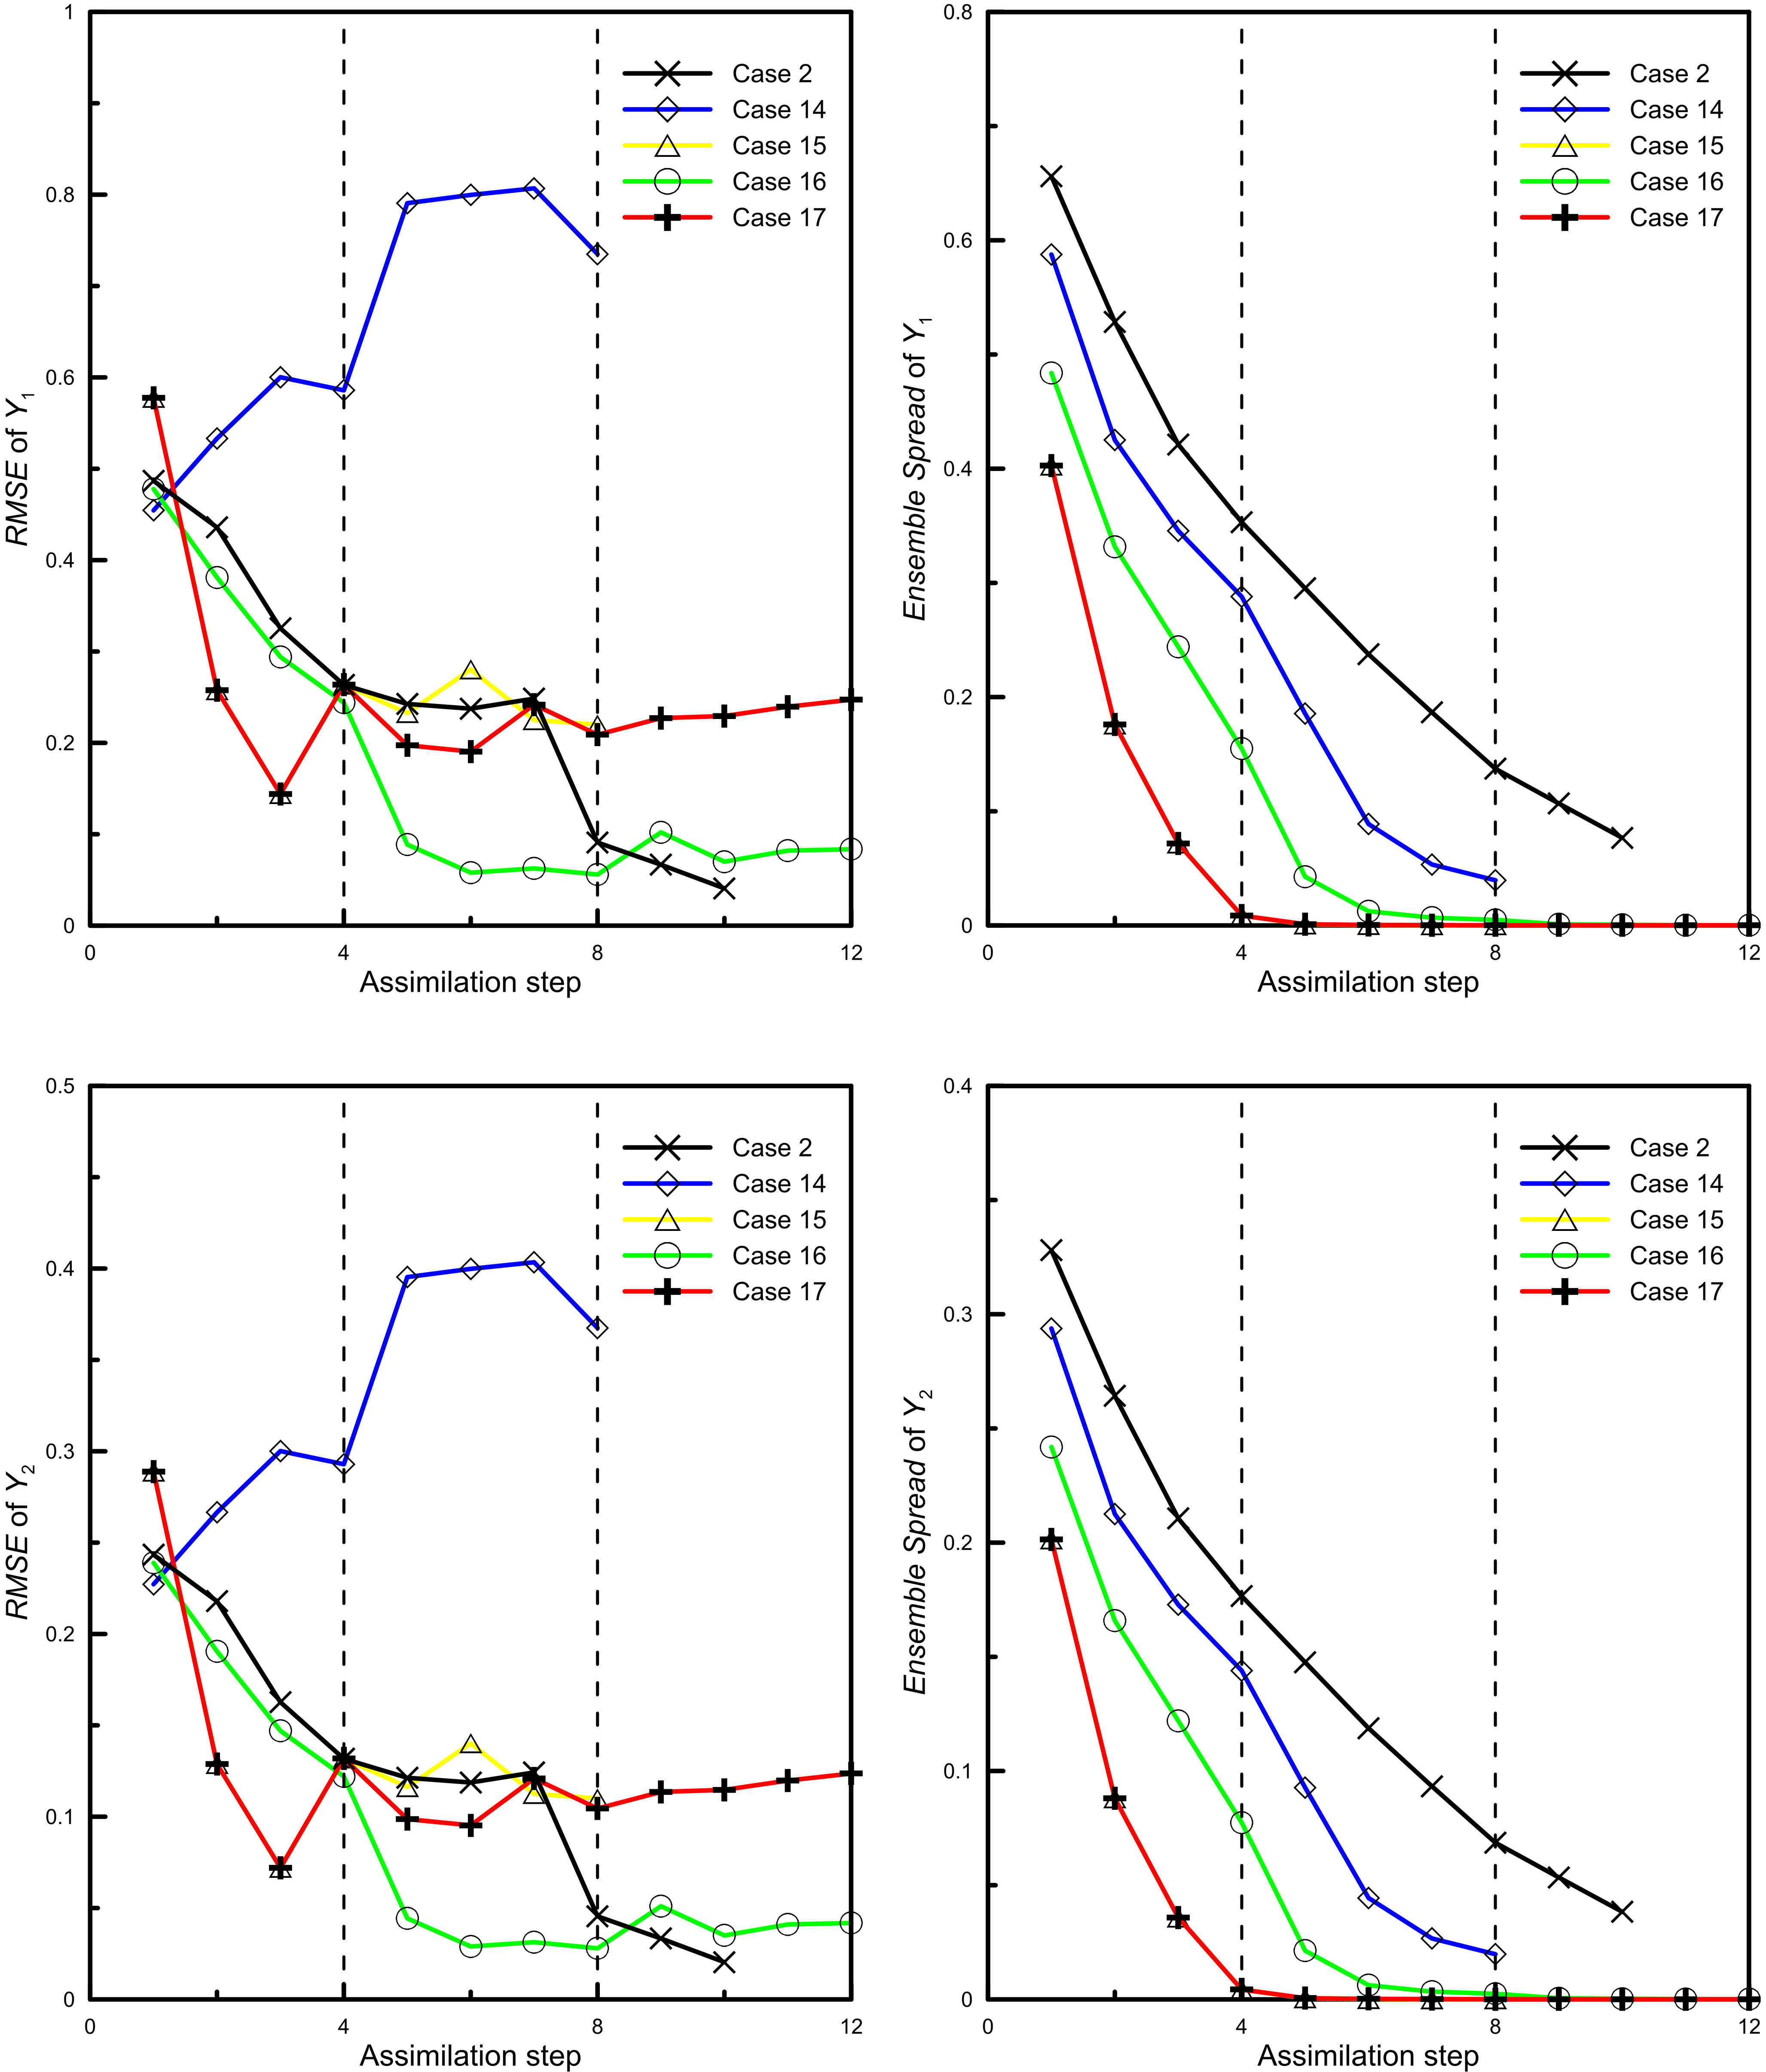 1
0.8
0.6
0.4
0.2
0
RMSE of Y1
0
4
8
12
Assimilation step
Case 2
Case 14
Case 15
Case 16
Case 17
0.8
0.6
0.4
0.2
0
Ensemble Spread of Y1
0
4
8
12
Assimilation step
Case 2
Case 14
Case 15
Case 16
Case 17
0.5
0.4
0.3
0.2
0.1
0
RMSE of Y2
0
4
8
12
Assimilation step
Case 2
Case 14
Case 15
Case 16
Case 17
0.4
0.3
0.2
0.1
0
Ensemble Spread of Y2
0
4
8
12
Assimilation step
Case 2
Case 14
Case 15
Case 16
Case 17